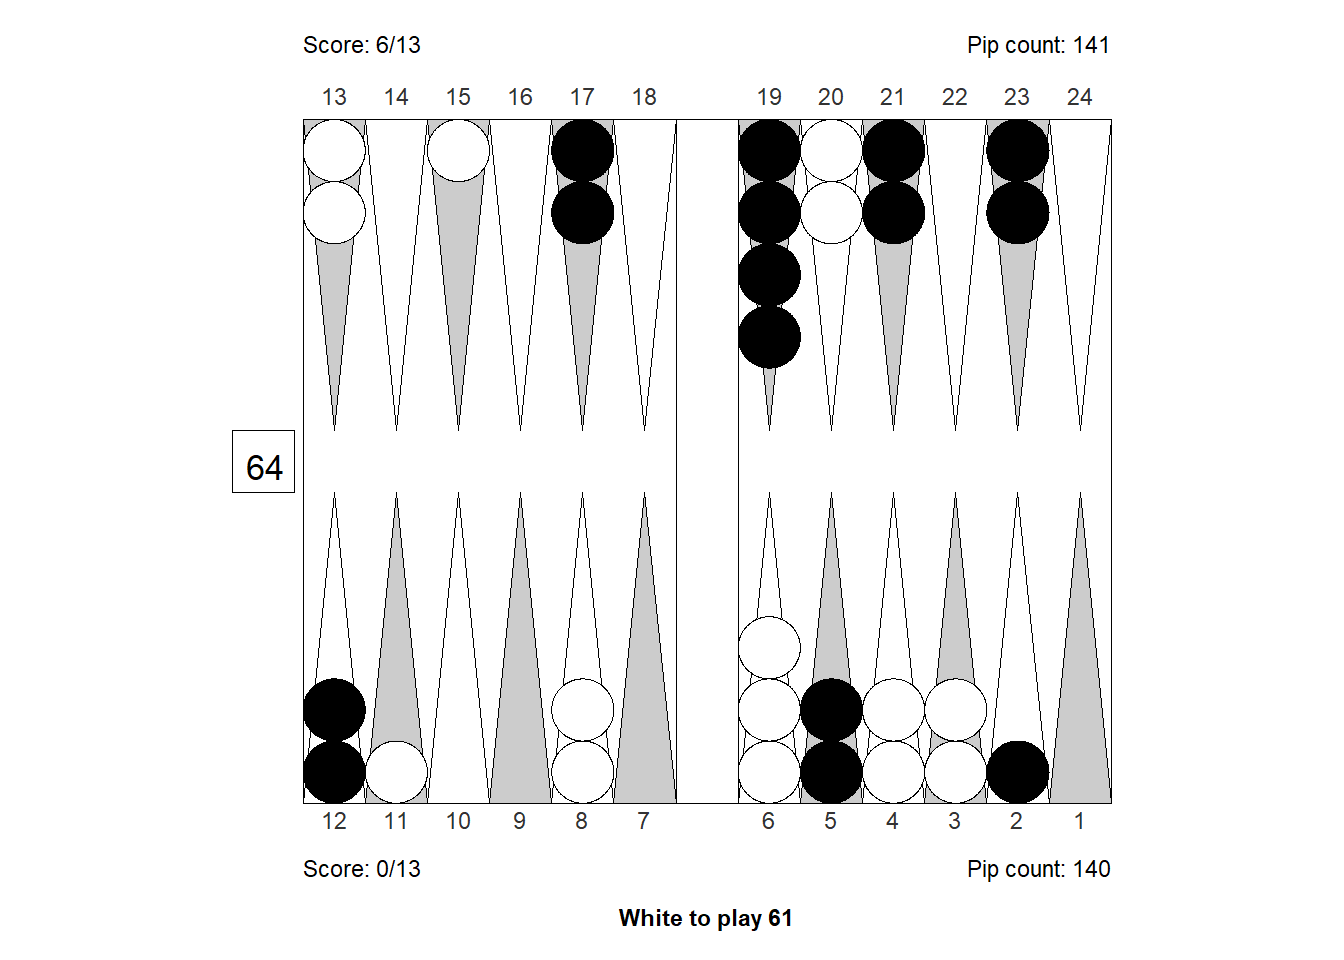 Score: 6/13 Pip count: 141
13 14 15 16 17 18 19 20 21 22 23 24
64
12 11 10 9 8 7 6 5 4 3 2 1
Score: 0/13 Pip count: 140
White to play 61